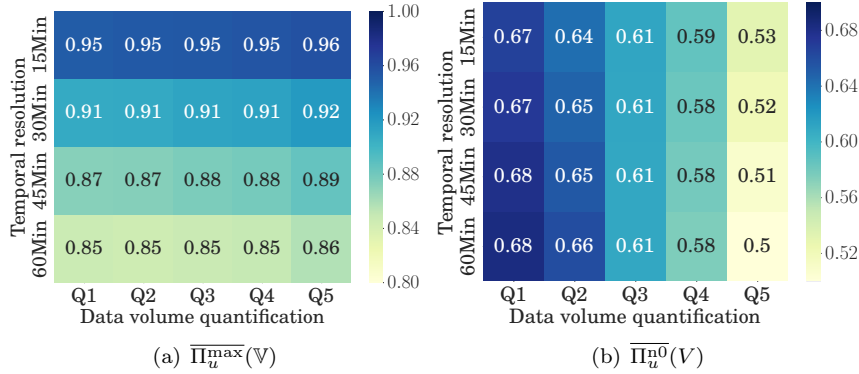 Temporal resolution
15Min
30Min
45Min
60Min
0.95 0.95 0.95 0.95 0.96
0.91 0.91 0.91 0.91 0.92
0.87 0.87 0.88 0.88 0.89
0.85 0.85 0.85 0.85 0.86
Q1 Q2 Q3 Q4 Q5
Data volume quantification
1.00
0.96
0.92
0.88
0.84
0.80
(a) $\overline{\Pi_u^{\max}}(\mathbb{V})$
Temporal resolution
15Min
30Min
45Min
60Min
0.67 0.64 0.61 0.59 0.53
0.67 0.65 0.61 0.58 0.52
0.68 0.65 0.61 0.58 0.51
0.68 0.66 0.61 0.58 0.5
Q1 Q2 Q3 Q4 Q5
Data volume quantification
0.68
0.64
0.60
0.56
0.52
(b) $\overline{\Pi_u^{\mathrm{n0}}}(V)$